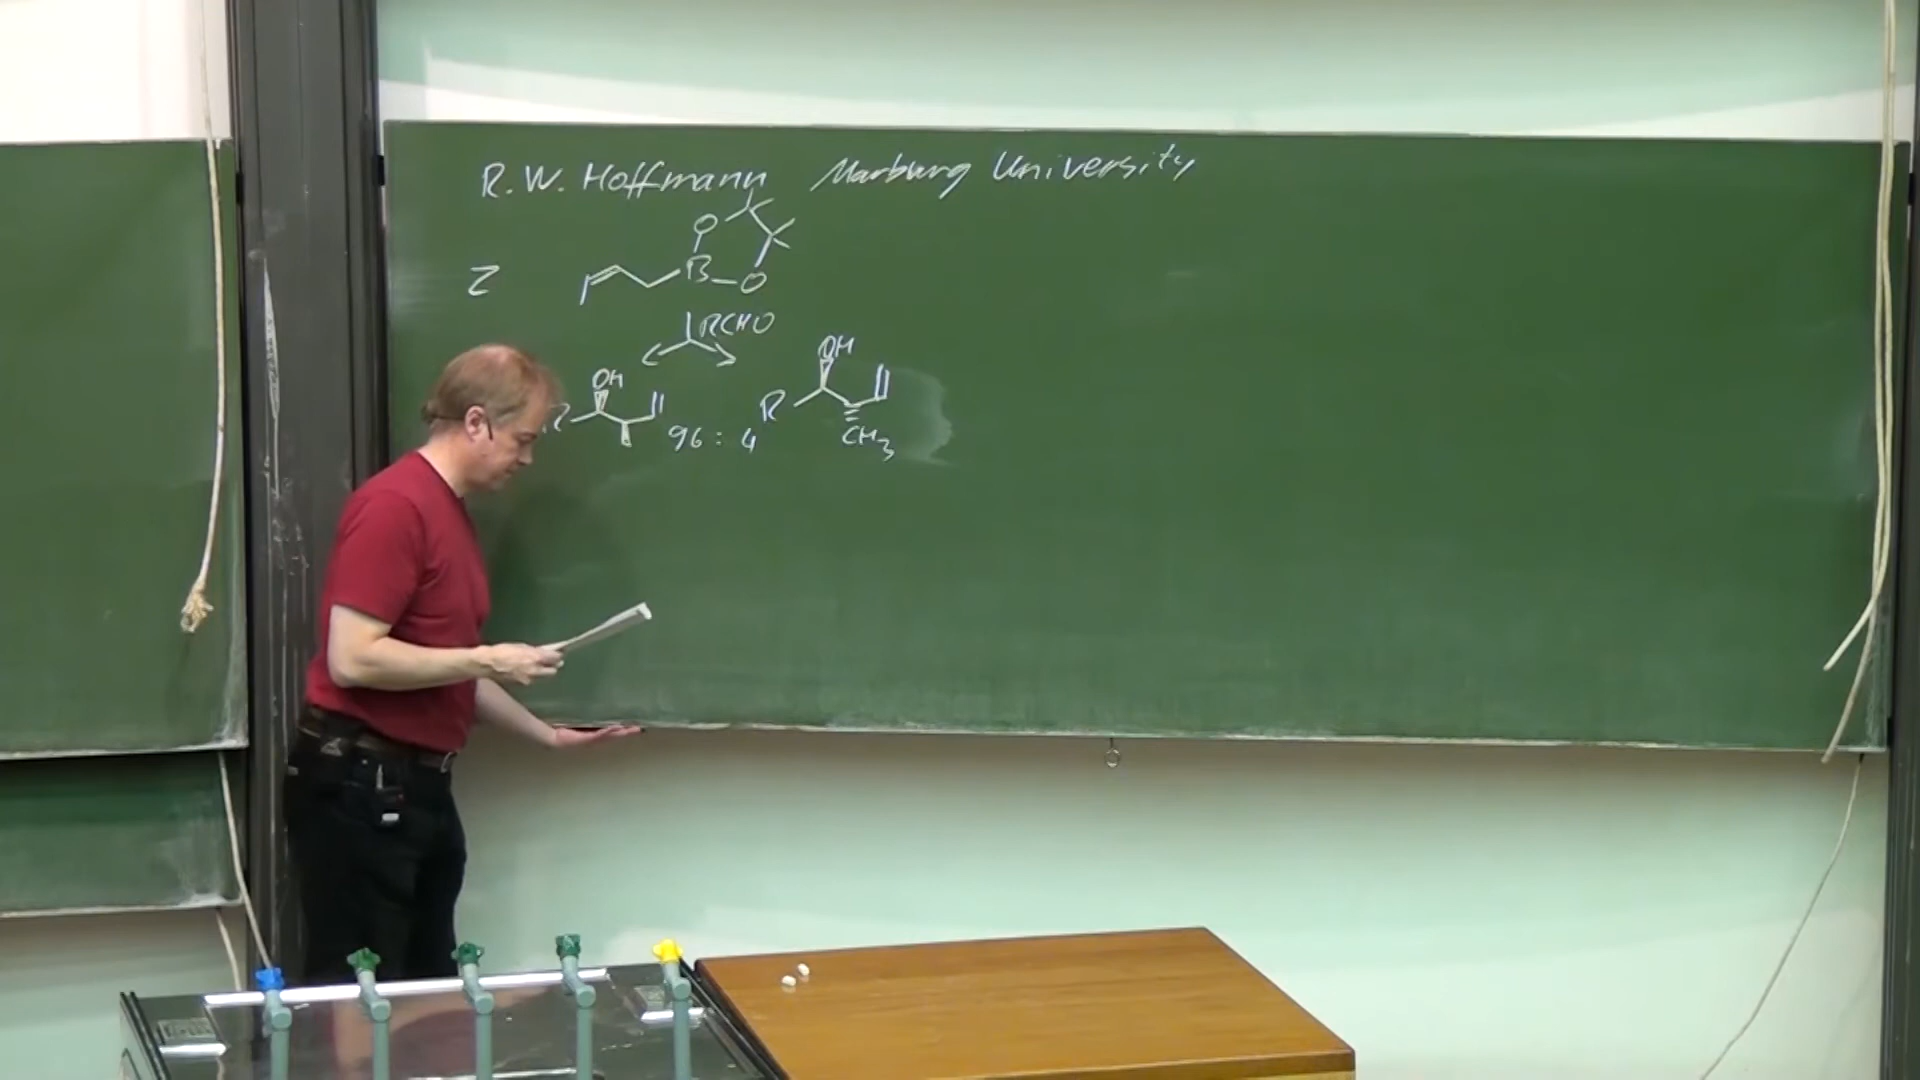 R. W. Hoffmann Marburg University
O
Z B O
RCHO
OH OH
R 96 : 4 R
CH3